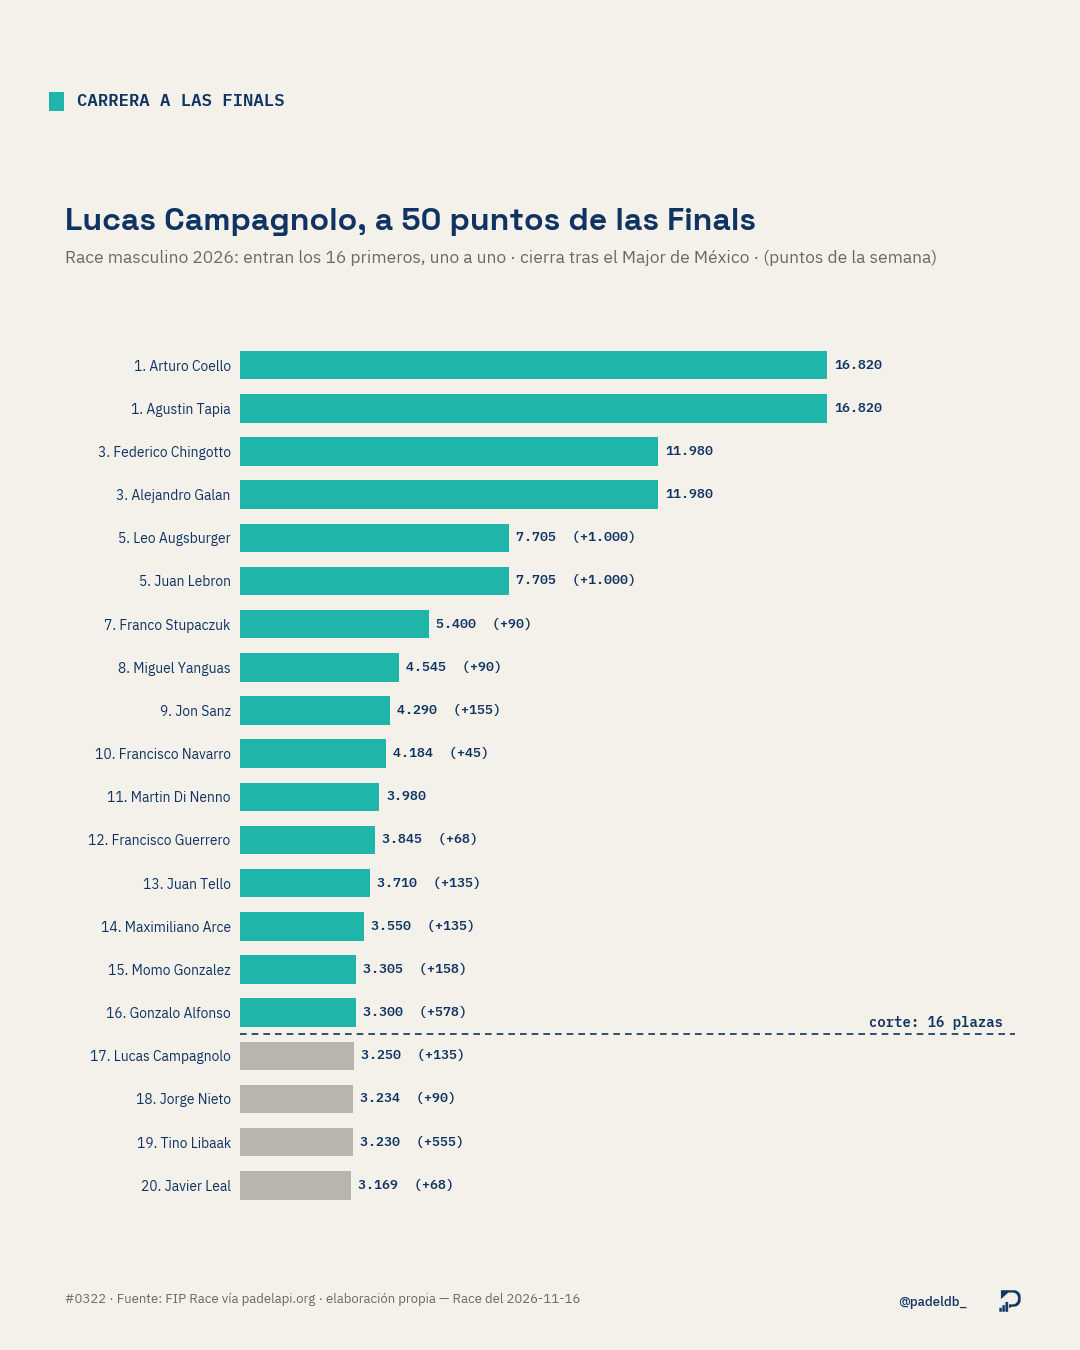 CARRERA A LAS FINALS
Lucas Campagnolo, a 50 puntos de las Finals
Race masculino 2026: entran los 16 primeros, uno a uno · cierra tras el Major de México · (puntos de la semana)
1. Arturo Coello 16.820
1. Agustin Tapia 16.820
3. Federico Chingotto 11.980
3. Alejandro Galan 11.980
5. Leo Augsburger 7.705 (+1.000)
5. Juan Lebron 7.705 (+1.000)
7. Franco Stupaczuk 5.400 (+90)
8. Miguel Yanguas 4.545 (+90)
9. Jon Sanz 4.290 (+155)
10. Francisco Navarro 4.184 (+45)
11. Martin Di Nenno 3.980
12. Francisco Guerrero 3.845 (+68)
13. Juan Tello 3.710 (+135)
14. Maximiliano Arce 3.550 (+135)
15. Momo Gonzalez 3.305 (+158)
16. Gonzalo Alfonso 3.300 (+578)
corte: 16 plazas
17. Lucas Campagnolo 3.250 (+135)
18. Jorge Nieto 3.234 (+90)
19. Tino Libaak 3.230 (+555)
20. Javier Leal 3.169 (+68)
#0322 · Fuente: FIP Race vía padelapi.org · elaboración propia — Race del 2026-11-16
@padeldb_